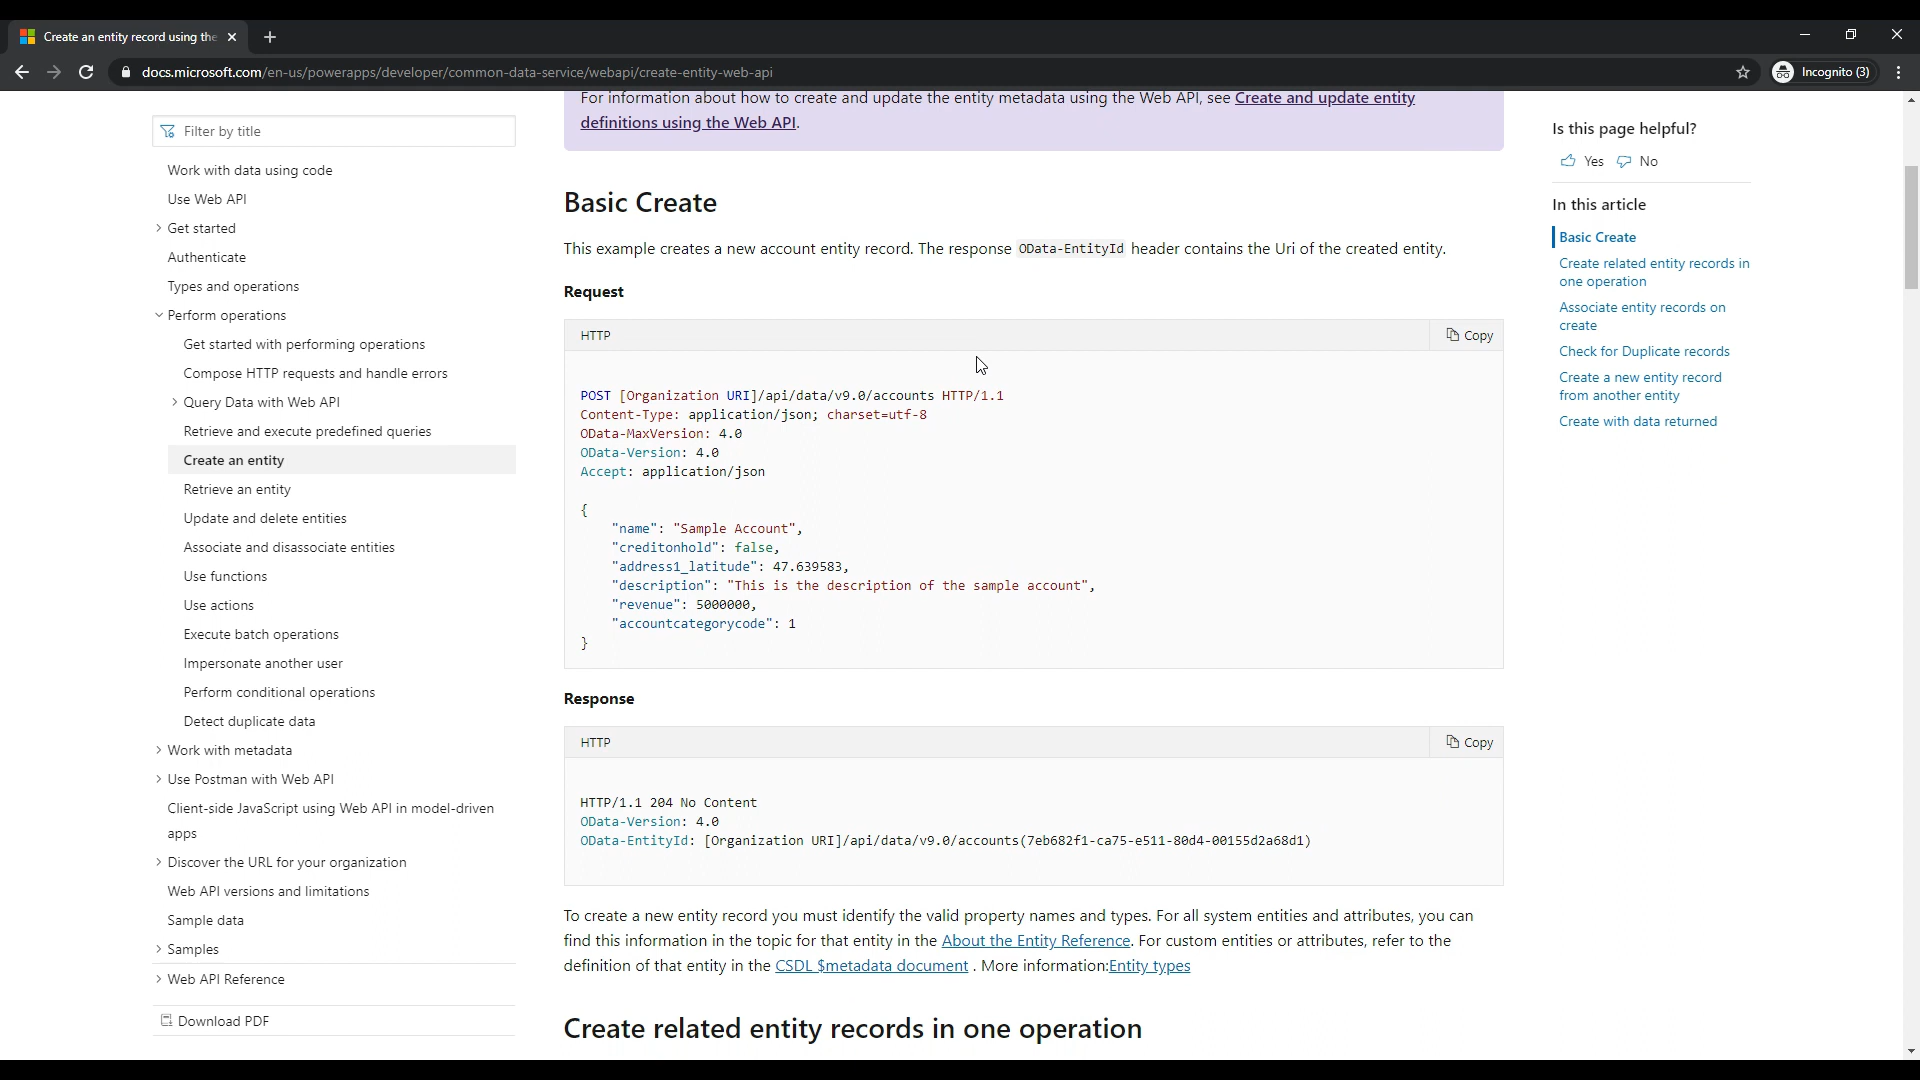 Create an entity record using the
docs.microsoft.com/en-us/powerapps/developer/common-data-service/webapi/create-entity-web-api
Incognito (3)
Filter by title
Work with data using code
Use Web API
Get started
Authenticate
Types and operations
Perform operations
Get started with performing operations
Compose HTTP requests and handle errors
Query Data with Web API
Retrieve and execute predefined queries
Create an entity
Retrieve an entity
Update and delete entities
Associate and disassociate entities
Use functions
Use actions
Execute batch operations
Impersonate another user
Perform conditional operations
Detect duplicate data
Work with metadata
Use Postman with Web API
Client-side JavaScript using Web API in model-driven
apps
Discover the URL for your organization
Web API versions and limitations
Sample data
Samples
Web API Reference
Download PDF
For information about how to create and update the entity metadata using the Web API, see Create and update entity
definitions using the Web API.
Basic Create
This example creates a new account entity record. The response OData-EntityId header contains the Uri of the created entity.
Request
HTTP
Copy
POST [Organization URI]/api/data/v9.0/accounts HTTP/1.1
Content-Type: application/json; charset=utf-8
OData-MaxVersion: 4.0
OData-Version: 4.0
Accept: application/json
{
"name": "Sample Account",
"creditonhold": false,
"address1_latitude": 47.639583,
"description": "This is the description of the sample account",
"revenue": 5000000,
"accountcategorycode": 1
}
Response
HTTP
Copy
HTTP/1.1 204 No Content
OData-Version: 4.0
OData-EntityId: [Organization URI]/api/data/v9.0/accounts(7eb682f1-ca75-e511-80d4-00155d2a68d1)
To create a new entity record you must identify the valid property names and types. For all system entities and attributes, you can
find this information in the topic for that entity in the About the Entity Reference. For custom entities or attributes, refer to the
definition of that entity in the CSDL $metadata document . More information:Entity types
Create related entity records in one operation
Is this page helpful?
Yes No
In this article
Basic Create
Create related entity records in
one operation
Associate entity records on
create
Check for Duplicate records
Create a new entity record
from another entity
Create with data returned